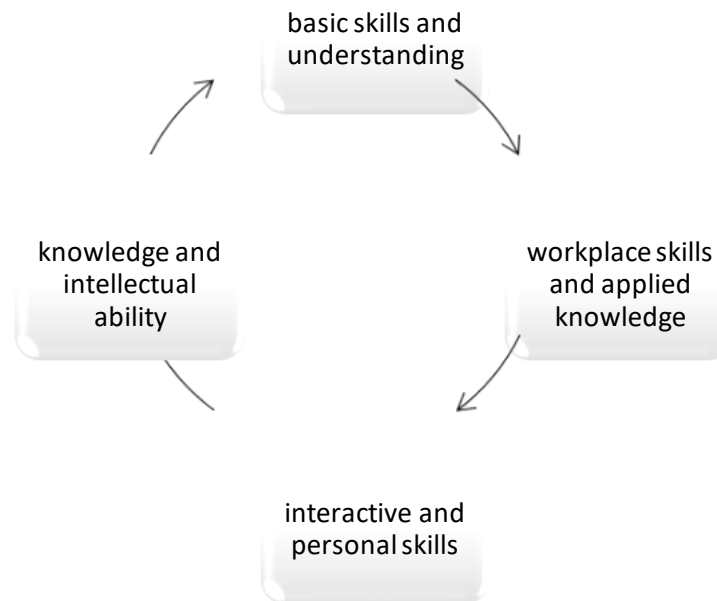 basic skills and
understanding
workplace skills
and applied
knowledge
interactive and
personal skills
knowledge and
intellectual
ability